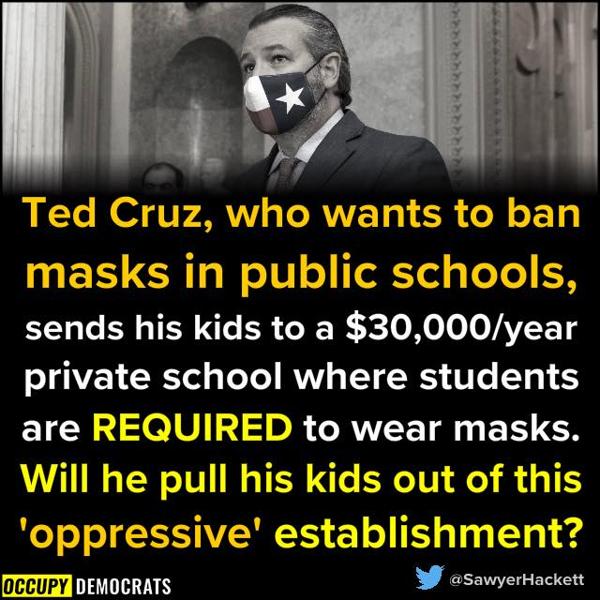 Ted Cruz, who wants to ban
masks in public schools,
sends his kids to a $30,000/year
private school where students
are REQUIRED to wear masks.
Will he pull his kids out of this
'oppressive' establishment?
OCCUPY DEMOCRATS
@SawyerHackett